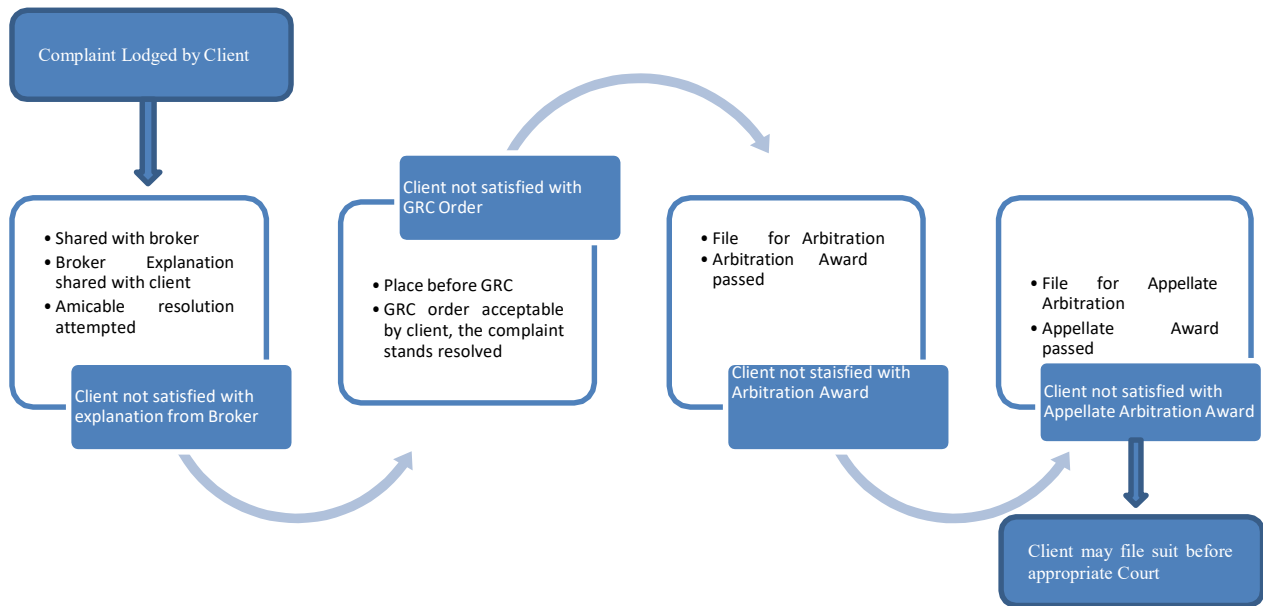 Complaint Lodged by Client
• Shared with broker
• Broker Explanation
shared with client
• Amicable resolution
attempted
Client not satisfied with
explanation from Broker
Client not satisfied with
GRC Order
• Place before GRC
• GRC order acceptable
by client, the complaint
stands resolved
• File for Arbitration
• Arbitration Award
passed
Client not staisfied with
Arbitration Award
• File for Appellate
Arbitration
• Appellate Award
passed
Client not satisfied with
Appellate Arbitration Award
Client may file suit before
appropriate Court